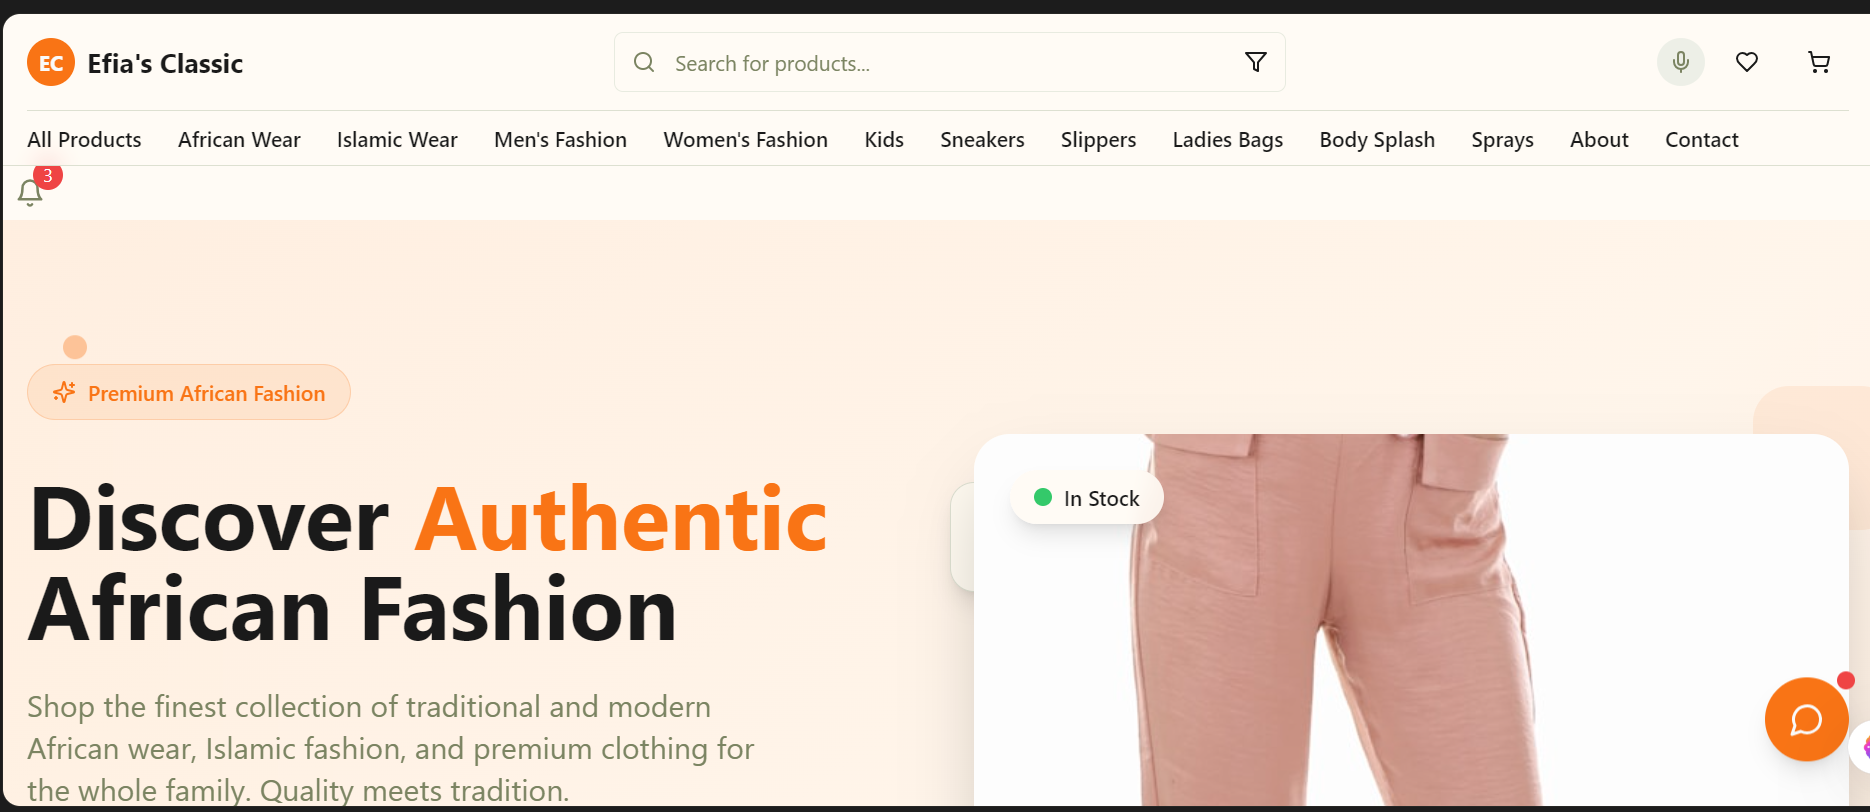 EC Efia's Classic
Search for products...
All Products African Wear Islamic Wear Men's Fashion Women's Fashion Kids Sneakers Slippers Ladies Bags Body Splash Sprays About Contact
3
Premium African Fashion
Discover Authentic
African Fashion
In Stock
Shop the finest collection of traditional and modern
African wear, Islamic fashion, and premium clothing for
the whole family. Quality meets tradition.